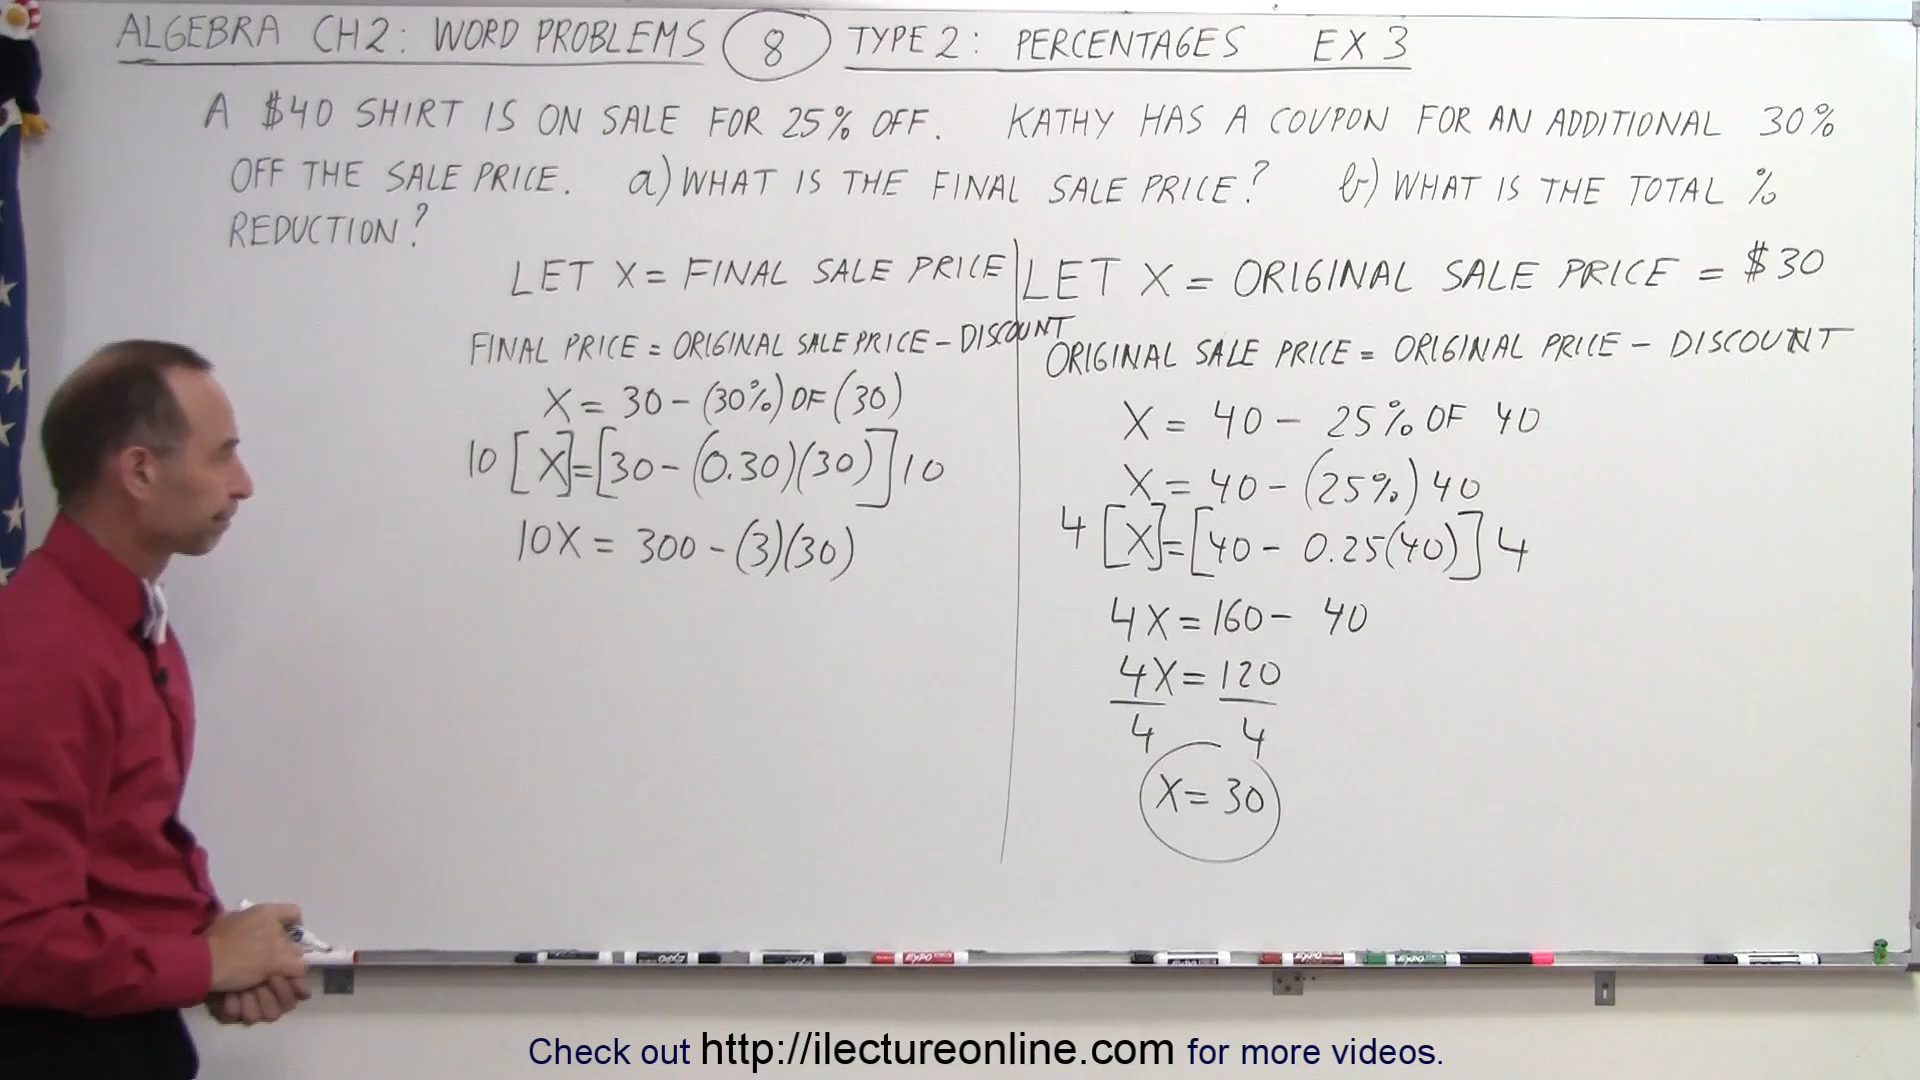 ALGEBRA CH2: WORD PROBLEMS 8 TYPE 2: PERCENTAGES EX 3
A $40 SHIRT IS ON SALE FOR 25% OFF. KATHY HAS A COUPON FOR AN ADDITIONAL 30%
OFF THE SALE PRICE. a) WHAT IS THE FINAL SALE PRICE? b) WHAT IS THE TOTAL %
REDUCTION?
LET X = FINAL SALE PRICE
FINAL PRICE = ORIGINAL SALE PRICE - DISCOUNT
X = 30 - (30%) OF (30)
10 [X] = [30 - (0.30)(30)] 10
10X = 300 - (3)(30)
LET X = ORIGINAL SALE PRICE = $30
ORIGINAL SALE PRICE = ORIGINAL PRICE - DISCOUNT
X = 40 - 25% OF 40
X = 40 - (25%) 40
4 [X] = [40 - 0.25(40)] 4
4X = 160 - 40
4X = 120
4 4
X = 30
Check out http://ilectureonline.com for more videos.